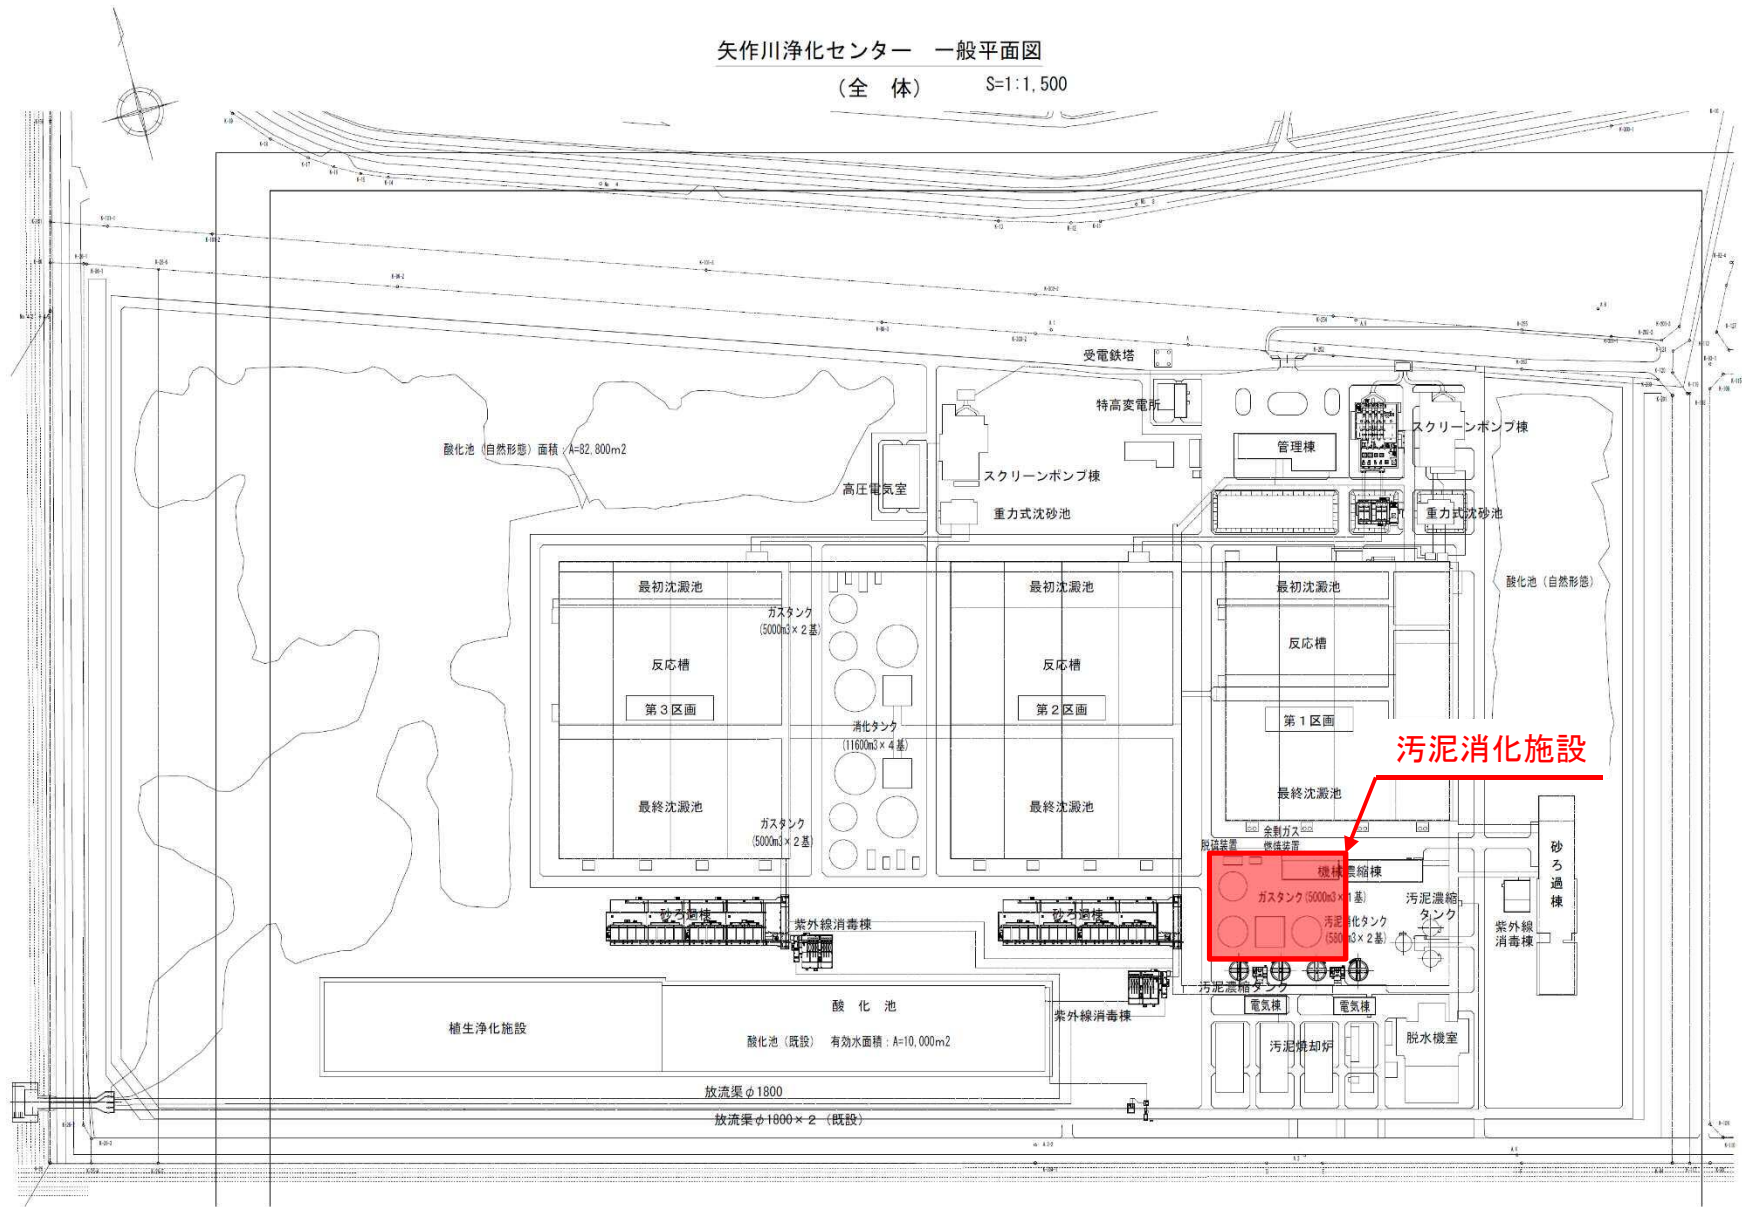 矢作川浄化センター　一般平面図
（全　体）　S=1:1,500
受電鉄塔
特高変電所
管理棟
スクリーンポンプ棟
酸化池（自然形態）面積：A=82,800m2
高圧電気室
スクリーンポンプ棟
重力式沈砂池
重力式沈砂池
最初沈澱池
最初沈澱池
最初沈澱池
酸化池（自然形態）
ガスタンク
(5000m3×2基)
反応槽
反応槽
反応槽
第3区画
第2区画
第1区画
消化タンク
(11600m3×4基)
汚泥消化施設
最終沈澱池
最終沈澱池
最終沈澱池
ガスタンク
(5000m3×2基)
余剰ガス
燃焼装置
脱硫装置
機械濃縮棟
砂ろ過棟
ガスタンク(5000m3×1基)
汚泥濃縮
タンク
砂ろ過棟
紫外線消毒棟
砂ろ過棟
汚泥消化タンク
(5800m3×2基)
紫外線
消毒棟
汚泥濃縮タンク
紫外線消毒棟
電気棟
電気棟
酸　化　池
植生浄化施設
酸化池（既設）　有効水面積：A=10,000m2
汚泥焼却炉
脱水機室
放流渠φ1800
放流渠φ1800×2（既設）